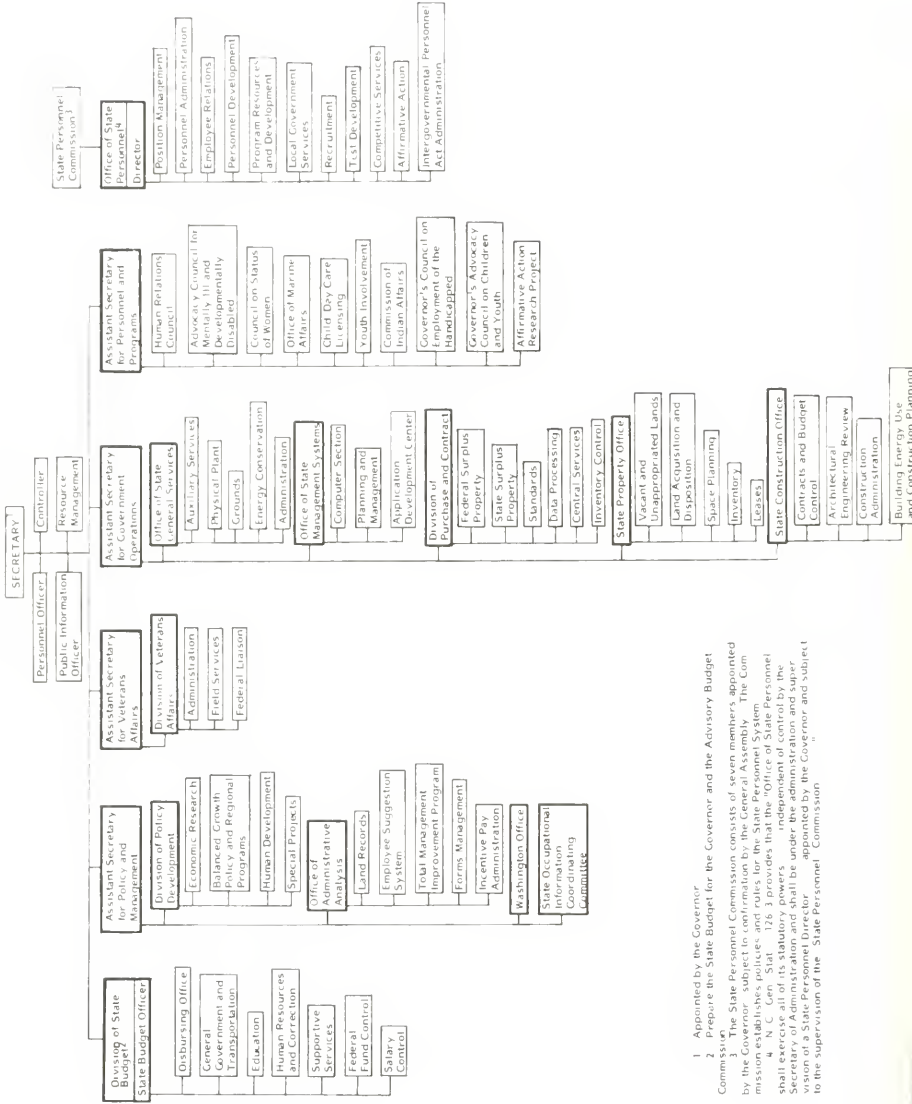 SECRETARY
Personnel Officer
Controller
Public Information
Officer
Resource
Management
Division of State
Budget2
State Budget Officer
Disbursing Office
General
Government and
Transportation
Education
Human Resources
and Correction
Supportive
Services
Federal
Fund Control
Salary
Control
Assistant Secretary
for Policy and
Management
Division of Policy
Development
Economic Research
Balanced Growth
Policy and Regional
Programs
Human Development
Special Projects
Office of
Administrative
Analysis
Land Records
Employee Suggestion
System
Total Management
Improvement Program
Forms Management
Incentive Pay
Administration
Washington Office
State Occupational
Information
Coordinating
Committee
Assistant Secretary
for Veterans
Affairs
Division of Veterans
Affairs
Administration
Field Services
Federal Liaison
Assistant Secretary
for Government
Operations
Office of State
General Services
Auxiliary Services
Physical Plant
Grounds
Energy Conservation
Administration
Office of State
Management Systems
Computer Section
Planning and
Management
Application
Development Center
Division of
Purchase and Contract
Federal Surplus
Property
State Surplus
Property
Standards
Data Processing
Central Services
Inventory Control
State Property Office
Vacant and
Unappropriated Lands
Land Acquisition and
Disposition
Space Planning
Inventory
Leases
State Construction Office
Contracts and Budget
Control
Architectural
Engineering Review
Construction
Administration
Building Energy Use
and Construction Planning
Assistant Secretary
for Personnel and
Programs
Human Relations
Council
Advocacy Council for
Mentally Ill and
Developmentally
Disabled
Council on Status
of Women
Office of Marine
Affairs
Child Day Care
Licensing
Youth Involvement
Commission of
Indian Affairs
Governor's Council on
Employment of the
Handicapped
Governor's Advocacy
Council on Children
and Youth
Affirmative Action
Research Project
State Personnel
Commission3
Office of State
Personnel4
Director
Position Management
Personnel Administration
Employee Relations
Personnel Development
Program Resources
and Development
Local Government
Services
Recruitment
Test Development
Competitive Services
Affirmative Action
Intergovernmental Personnel
Act Administration
1 Appointed by the Governor
2 Prepare the State Budget for the Governor and the Advisory Budget
Commission
3 The State Personnel Commission consists of seven members appointed
by the Governor subject to confirmation by the General Assembly The Com
mission establishes policies and rules for the State Personnel System
4 N C Gen Stat 126 3 provides that the "Office of State Personnel
shall exercise all of its statutory powers independent of control by the
Secretary of Administration and shall be under the administration and super
vision of a State Personnel Director appointed by the Governor and subject
to the supervision of the State Personnel Commission "